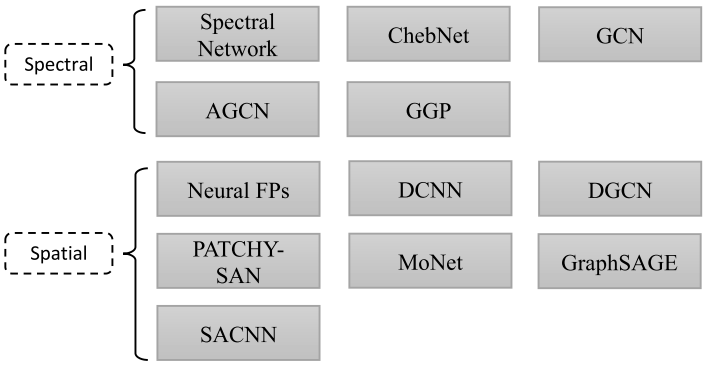 Spectral
Spectral
Network
ChebNet
GCN
AGCN
GGP
Spatial
Neural FPs
DCNN
DGCN
PATCHY-
SAN
MoNet
GraphSAGE
SACNN